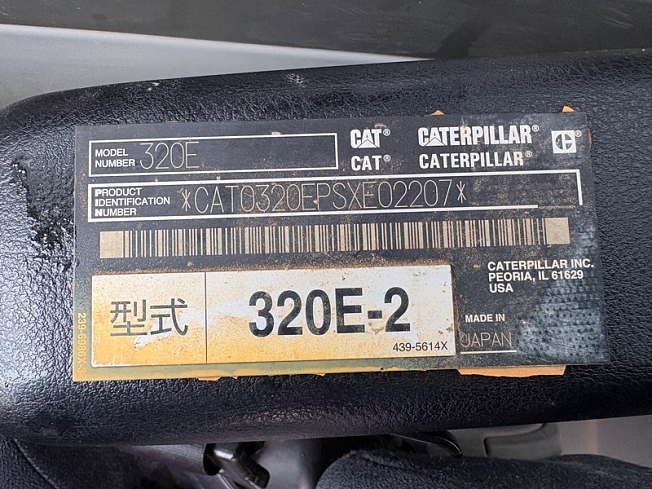 MODEL NUMBER 320E
CAT® CATERPILLAR®
CAT® CATERPILLAR®
PRODUCT IDENTIFICATION NUMBER *CAT0320EPSXE02207*
CATERPILLAR INC.
PEORIA, IL 61629
USA
型式 320E-2
439-5614X
MADE IN
JAPAN